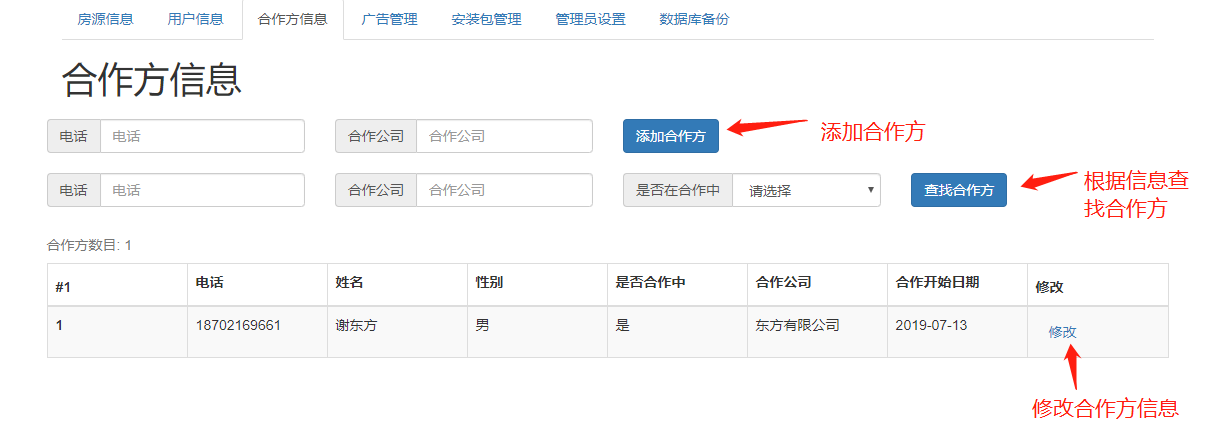 房源信息 用户信息 合作方信息 广告管理 安装包管理 管理员设置 数据库备份
合作方信息
电话 电话 合作公司 合作公司 添加合作方 添加合作方
电话 电话 合作公司 合作公司 是否在合作中 请选择 查找合作方 根据信息查
找合作方
合作方数目: 1
#1 电话 姓名 性别 是否合作中 合作公司 合作开始日期 修改
1 18702169661 谢东方 男 是 东方有限公司 2019-07-13 修改
修改合作方信息